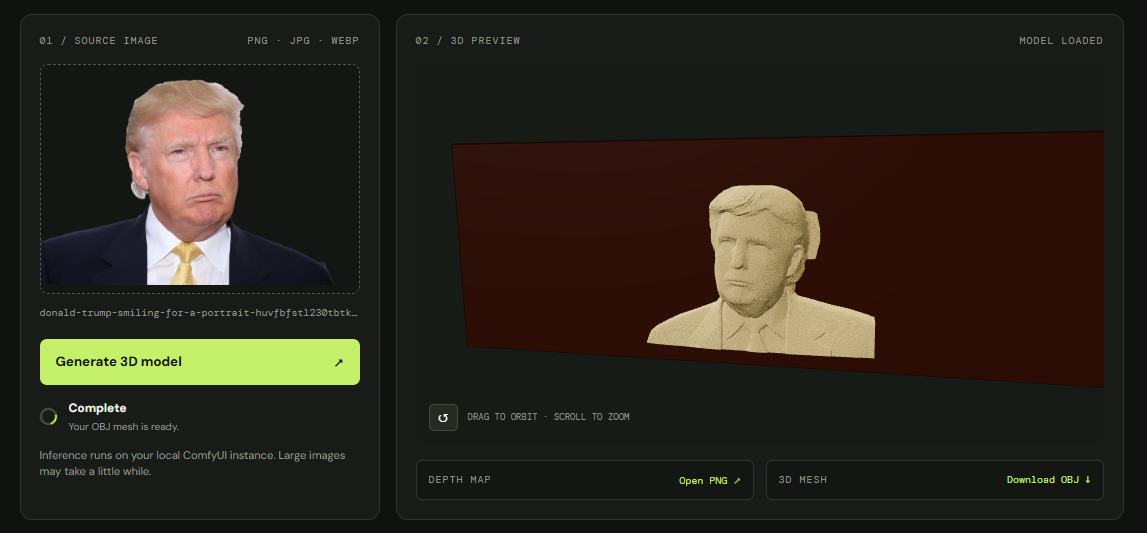 01 / SOURCE IMAGE
PNG · JPG · WEBP
donald-trump-smiling-for-a-portrait-huvfbfstl230tbtk…
Generate 3D model ↗
Complete
Your OBJ mesh is ready.
Inference runs on your local ComfyUI instance. Large images
may take a little while.
02 / 3D PREVIEW
MODEL LOADED
↺ DRAG TO ORBIT · SCROLL TO ZOOM
DEPTH MAP
Open PNG ↗
3D MESH
Download OBJ ↓